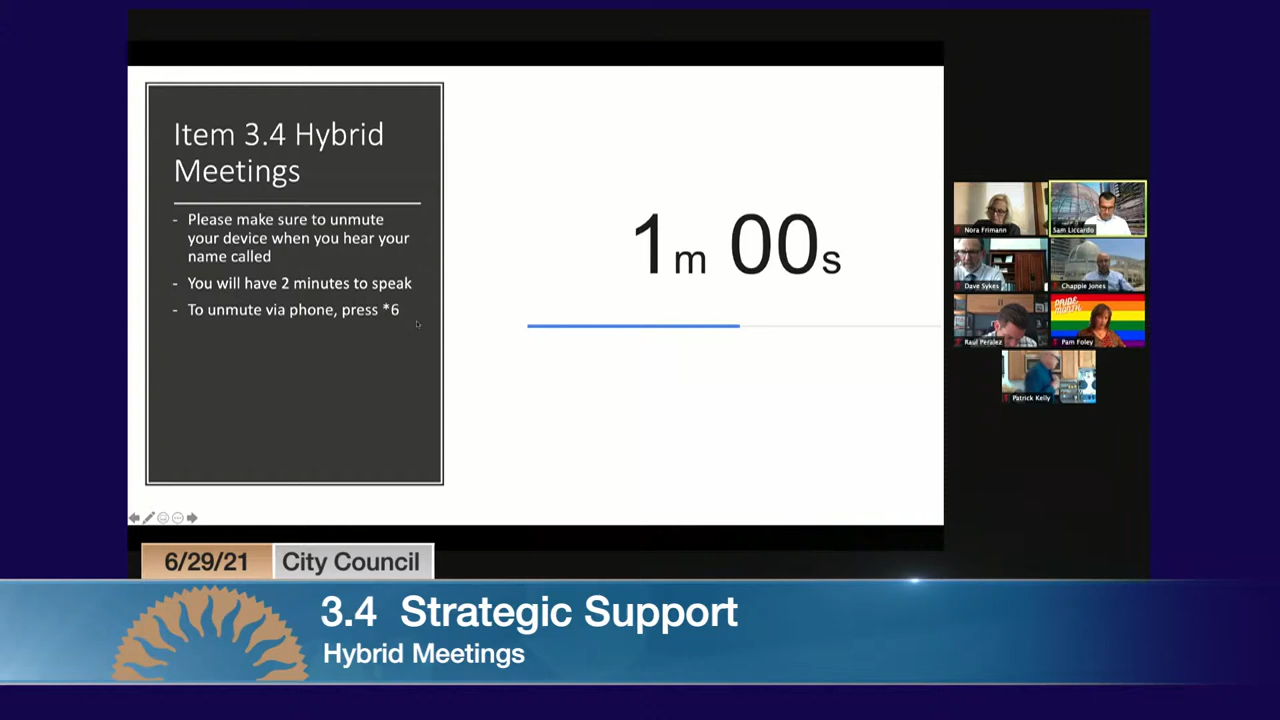 Item 3.4 Hybrid
Meetings
- Please make sure to unmute
your device when you hear your
name called
- You will have 2 minutes to speak
- To unmute via phone, press *6
1m 00s
Nora Frimann
Sam Liccardo
Dave Sykes
Chappie Jones
Raul Peralez
PRIDE
MONTH
Pam Foley
Patrick Kelly
6/29/21
City Council
3.4 Strategic Support
Hybrid Meetings